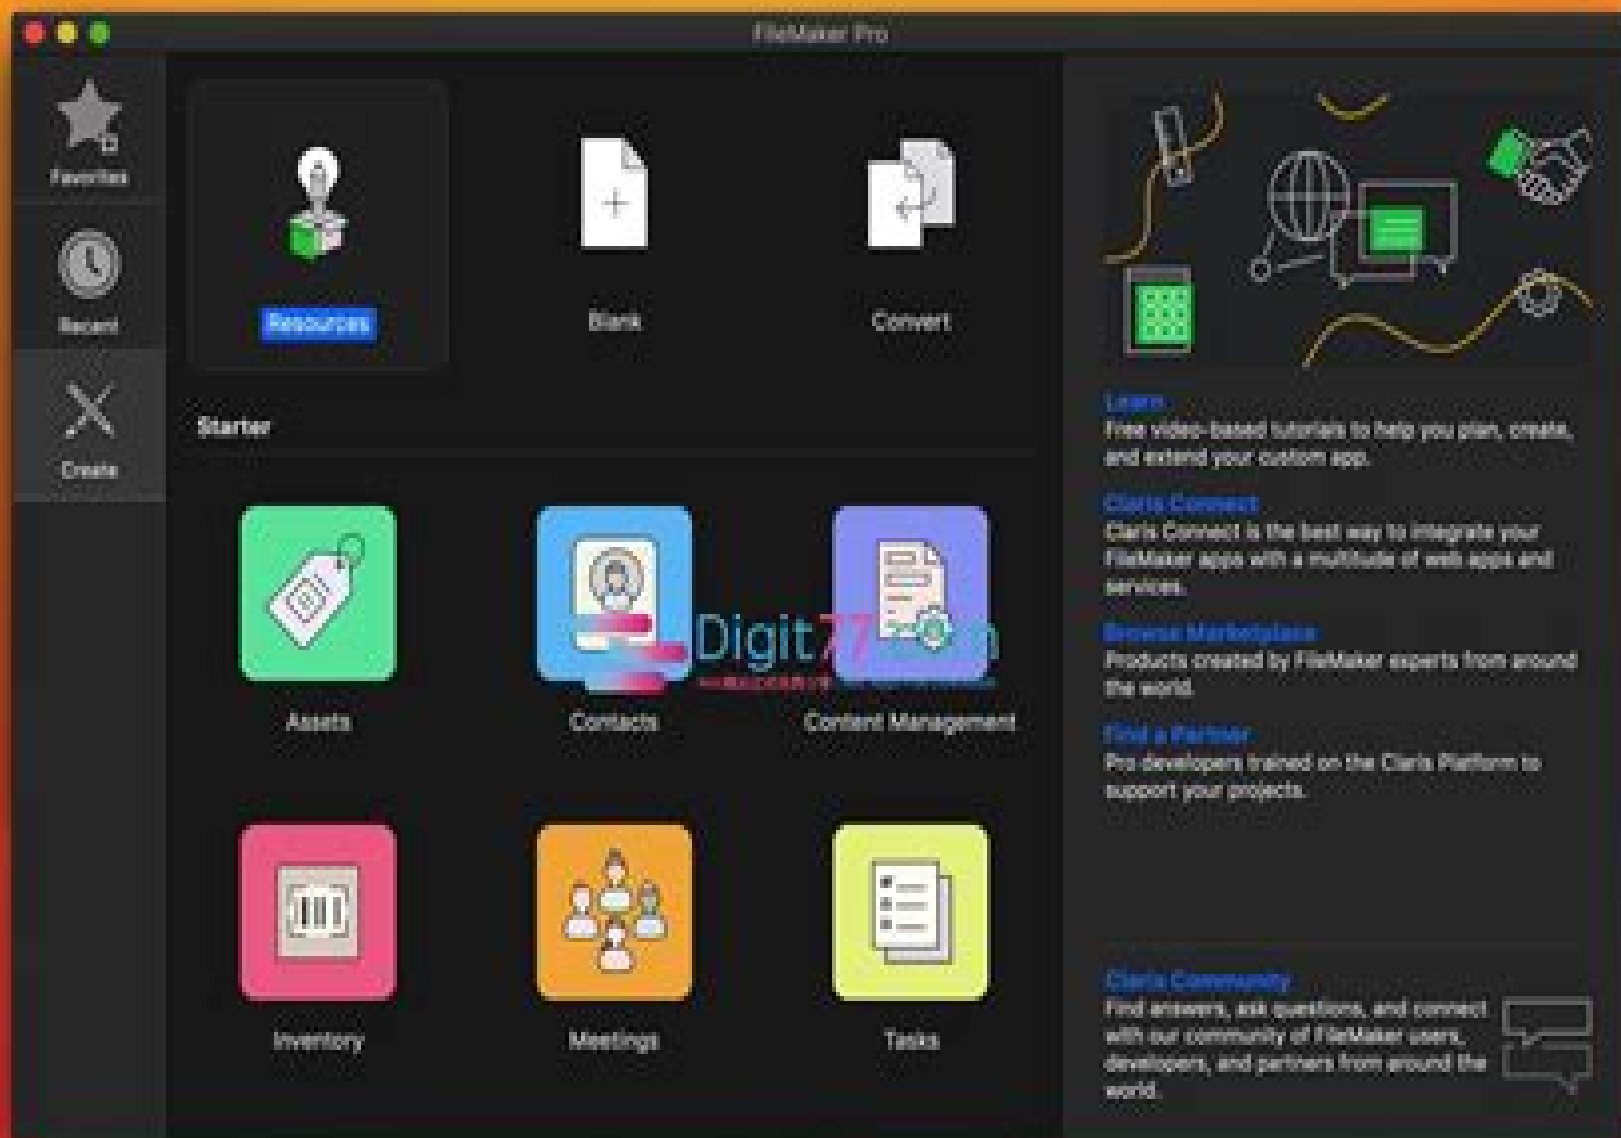 FileMaker Pro
Favorites
Recent
Create
Resources
Blank
Convert
Starter
Assets
Contacts
Content Management
Inventory
Meetings
Tasks
Digit77
Learn
Free video-based tutorials to help you plan, create,
and extend your custom app.
Claris Connect
Claris Connect is the best way to integrate your
FileMaker apps with a multitude of web apps and
services.
Browse Marketplace
Products created by FileMaker experts from around
the world.
Find a Partner
Pro developers trained on the Claris Platform to
support your projects.
Claris Community
Find answers, ask questions, and connect
with our community of FileMaker users,
developers, and partners from around the
world.